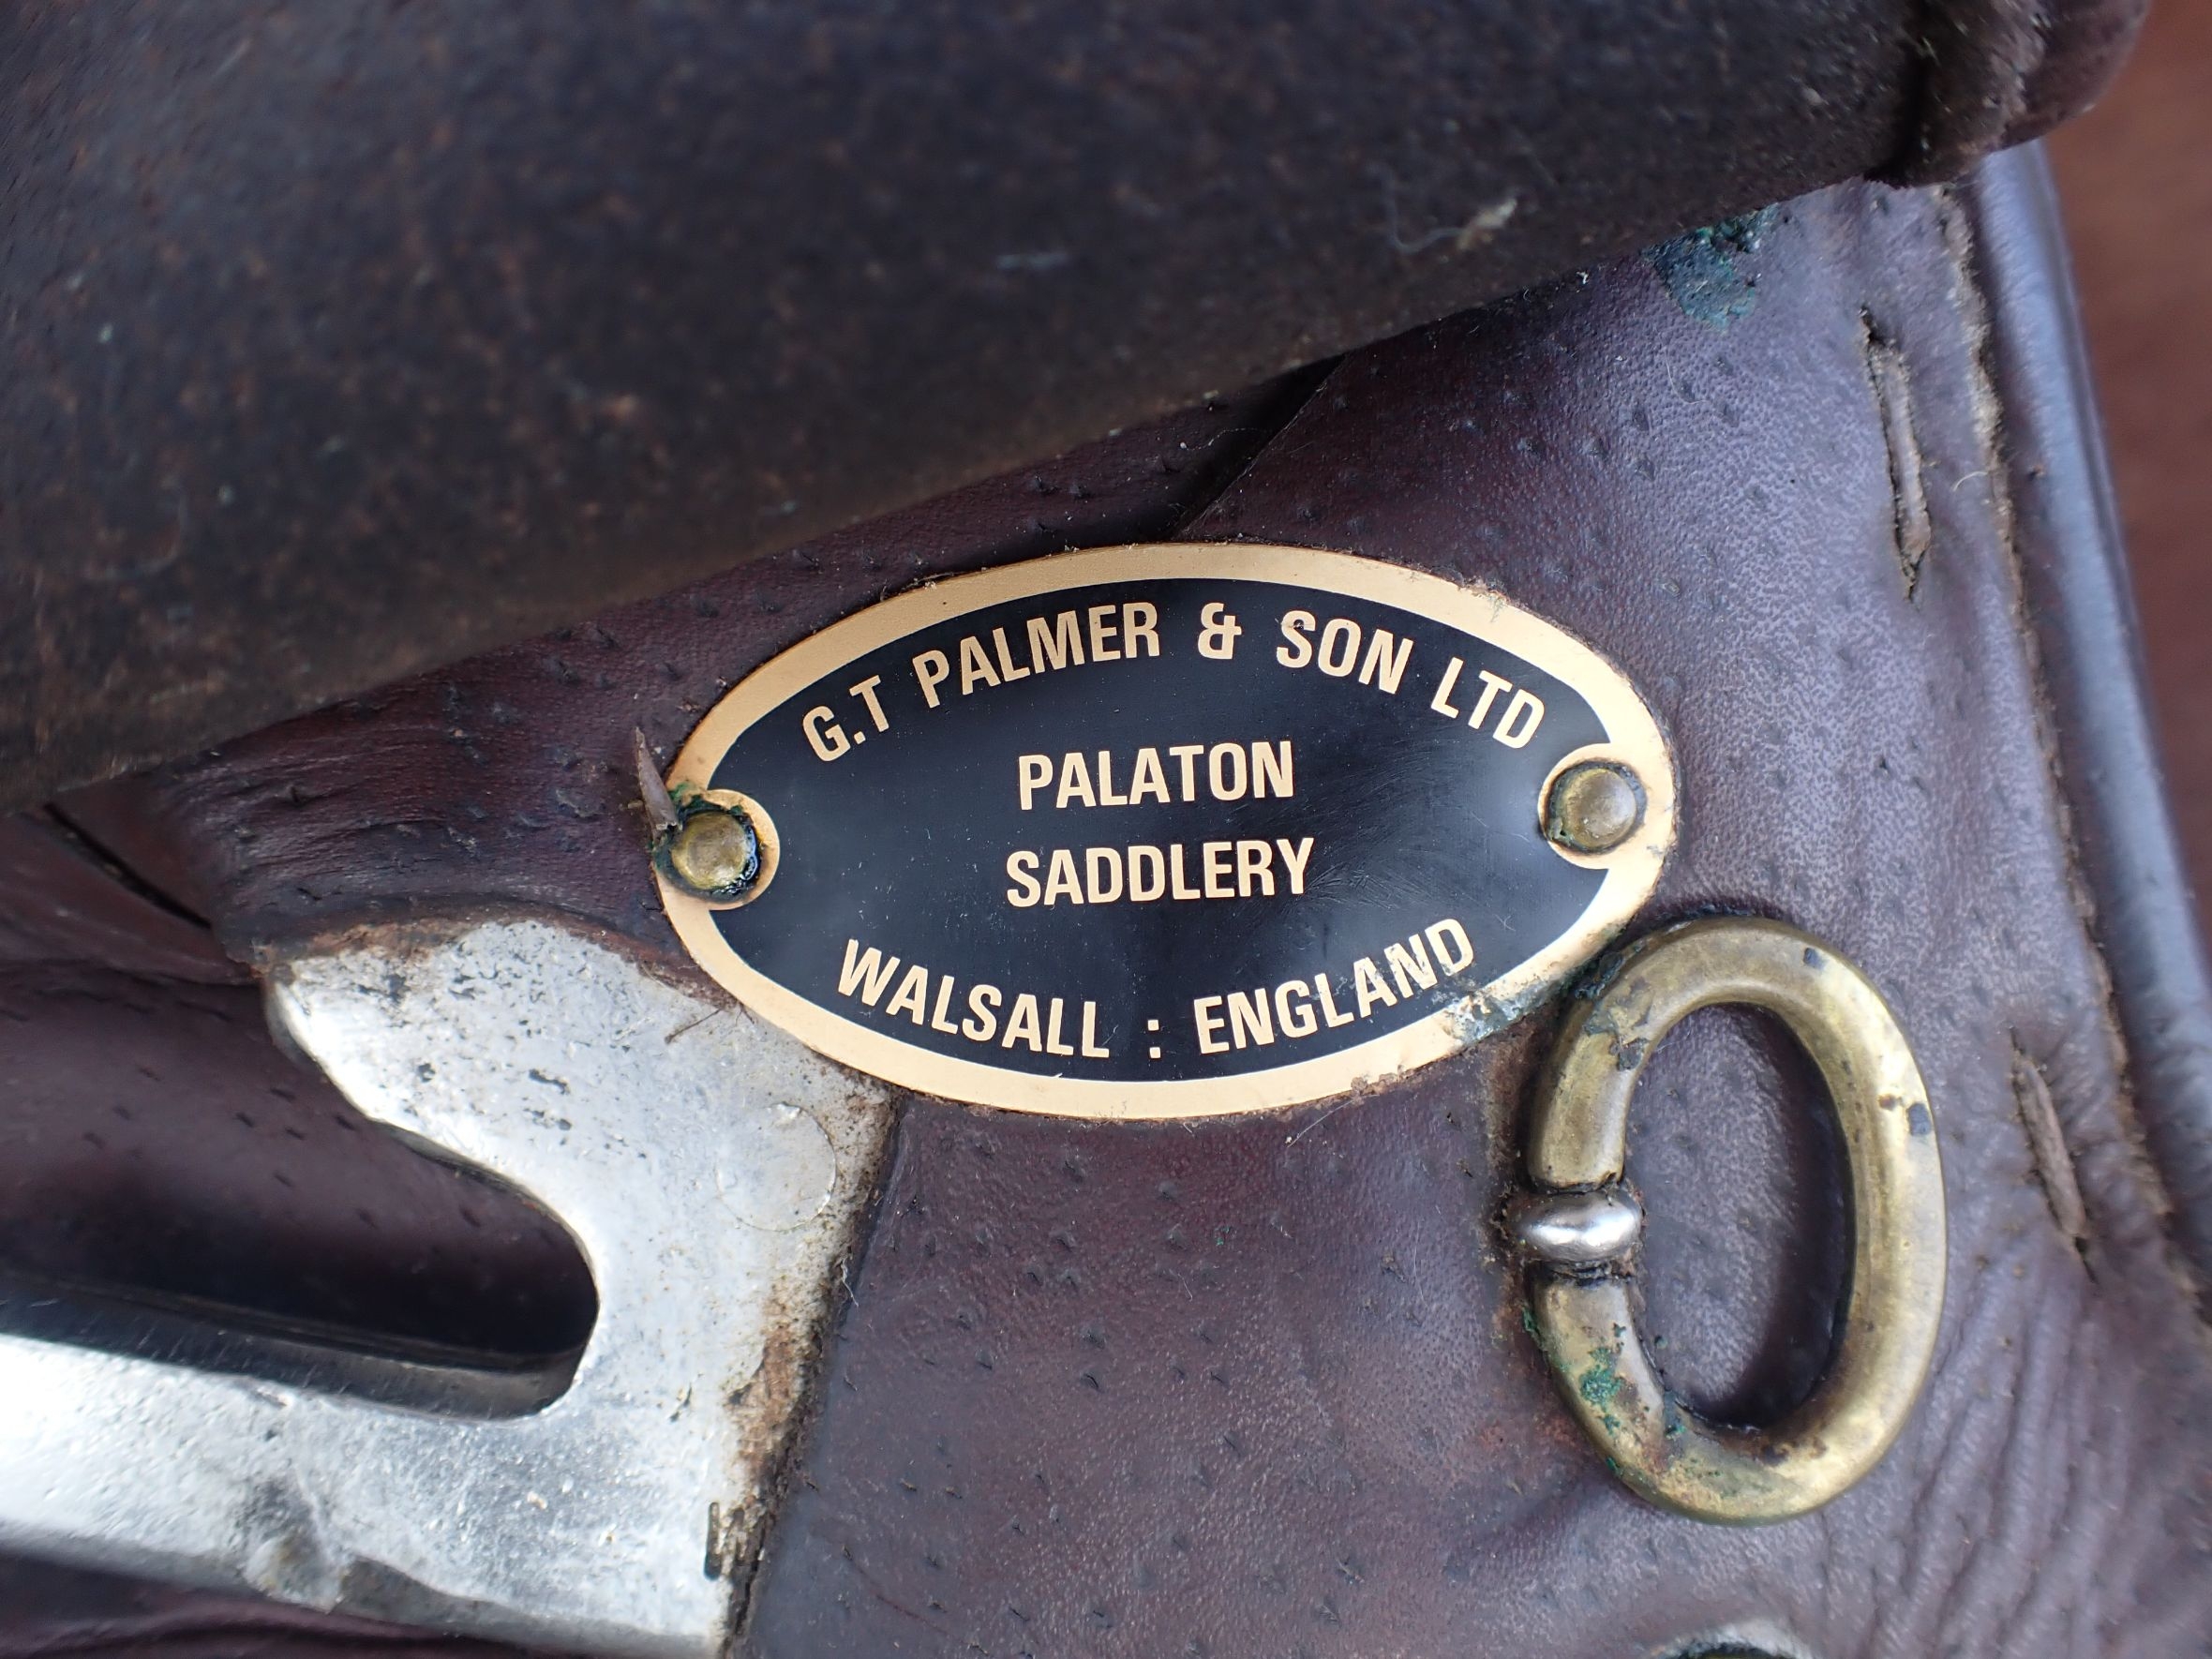 G.T PALMER & SON LTD
PALATON
SADDLERY
WALSALL : ENGLAND